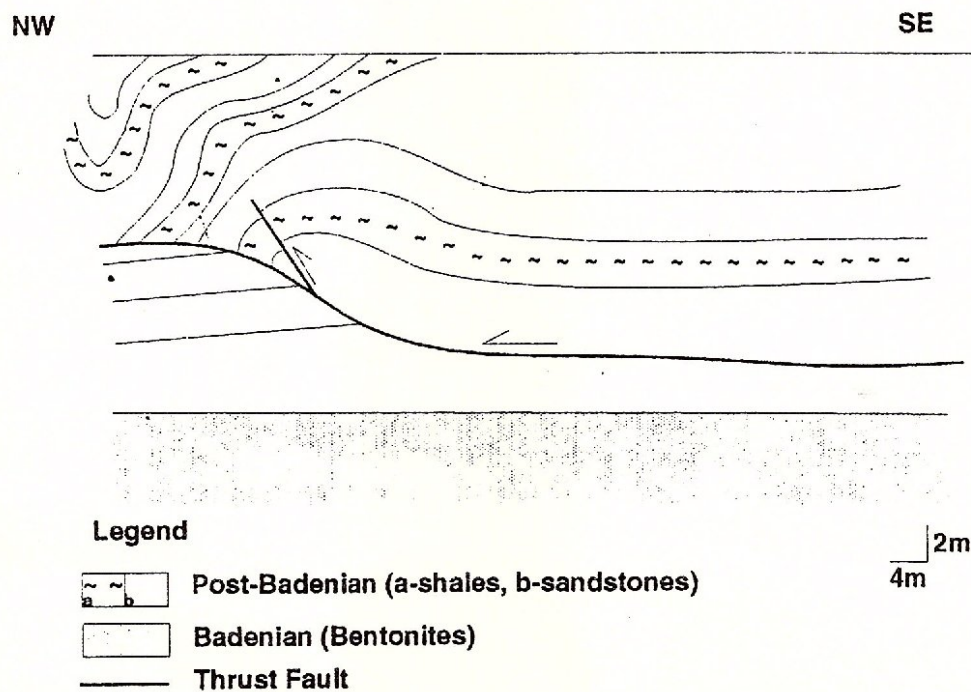 NW SE
Legend
2m
4m
~ ~ a b Post-Badenian (a-shales, b-sandstones)
Badenian (Bentonites)
Thrust Fault